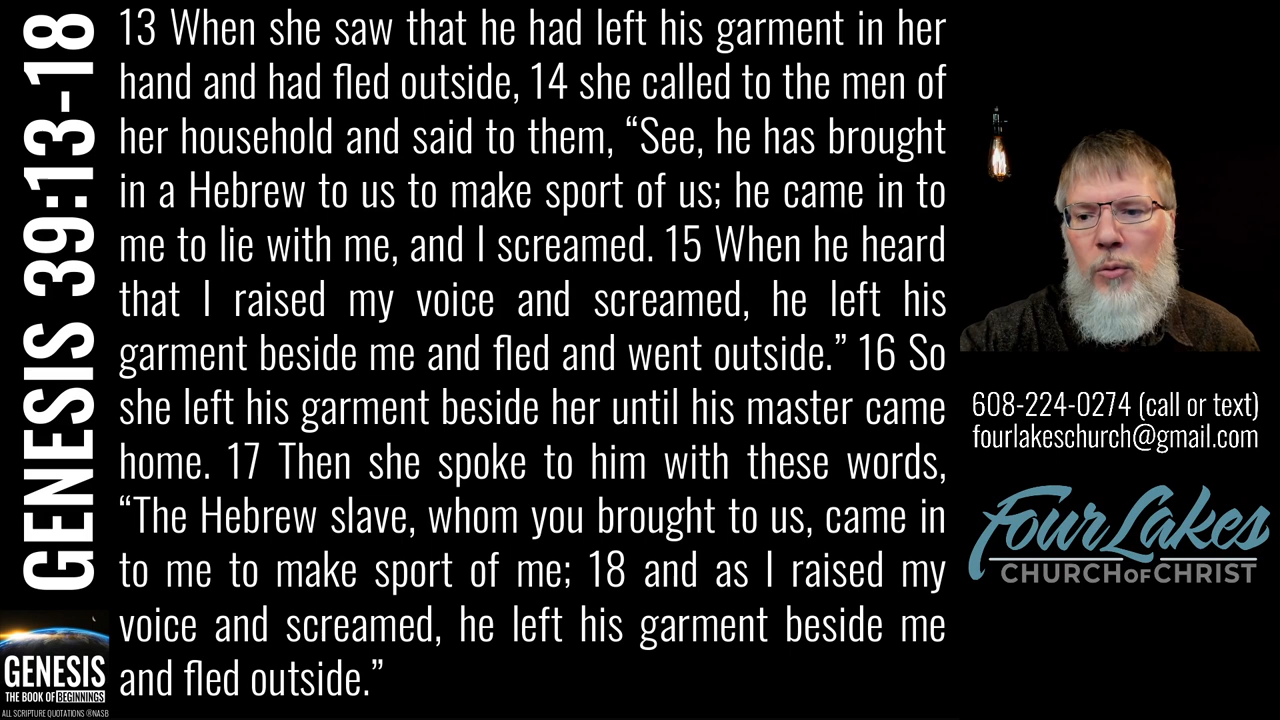 GENESIS 39:13-18
13 When she saw that he had left his garment in her
hand and had fled outside, 14 she called to the men of
her household and said to them, “See, he has brought
in a Hebrew to us to make sport of us; he came in to
me to lie with me, and I screamed. 15 When he heard
that I raised my voice and screamed, he left his
garment beside me and fled and went outside.” 16 So
she left his garment beside her until his master came
home. 17 Then she spoke to him with these words,
“The Hebrew slave, whom you brought to us, came in
to me to make sport of me; 18 and as I raised my
voice and screamed, he left his garment beside me
and fled outside.”
GENESIS
THE BOOK OF BEGINNINGS
ALL SCRIPTURE QUOTATIONS ®NASB
608-224-0274 (call or text)
fourlakeschurch@gmail.com
Four Lakes
CHURCH OF CHRIST